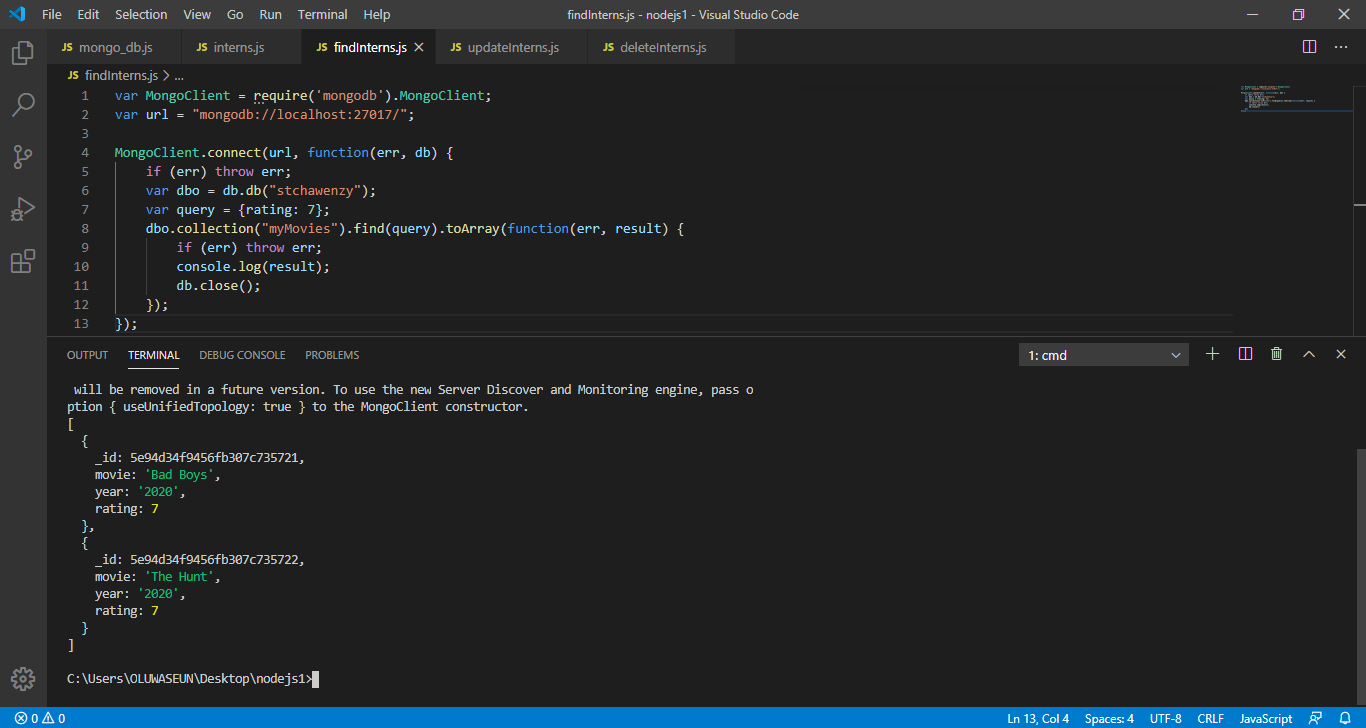 File Edit Selection View Go Run Terminal Help findInterns.js - nodejs1 - Visual Studio Code
JS mongo_db.js JS interns.js JS findInterns.js JS updateInterns.js JS deleteInterns.js
JS findInterns.js > ...
1 var MongoClient = require('mongodb').MongoClient;
2 var url = "mongodb://localhost:27017/";
3
4 MongoClient.connect(url, function(err, db) {
5 if (err) throw err;
6 var dbo = db.db("stchawenzy");
7 var query = {rating: 7};
8 dbo.collection("myMovies").find(query).toArray(function(err, result) {
9 if (err) throw err;
10 console.log(result);
11 db.close();
12 });
13 });
OUTPUT TERMINAL DEBUG CONSOLE PROBLEMS 1: cmd
will be removed in a future version. To use the new Server Discover and Monitoring engine, pass o
ption { useUnifiedTopology: true } to the MongoClient constructor.
[
{
_id: 5e94d34f9456fb307c735721,
movie: 'Bad Boys',
year: '2020',
rating: 7
},
{
_id: 5e94d34f9456fb307c735722,
movie: 'The Hunt',
year: '2020',
rating: 7
}
]
C:\Users\OLUWASEUN\Desktop\nodejs1>
0 0 Ln 13, Col 4 Spaces: 4 UTF-8 CRLF JavaScript